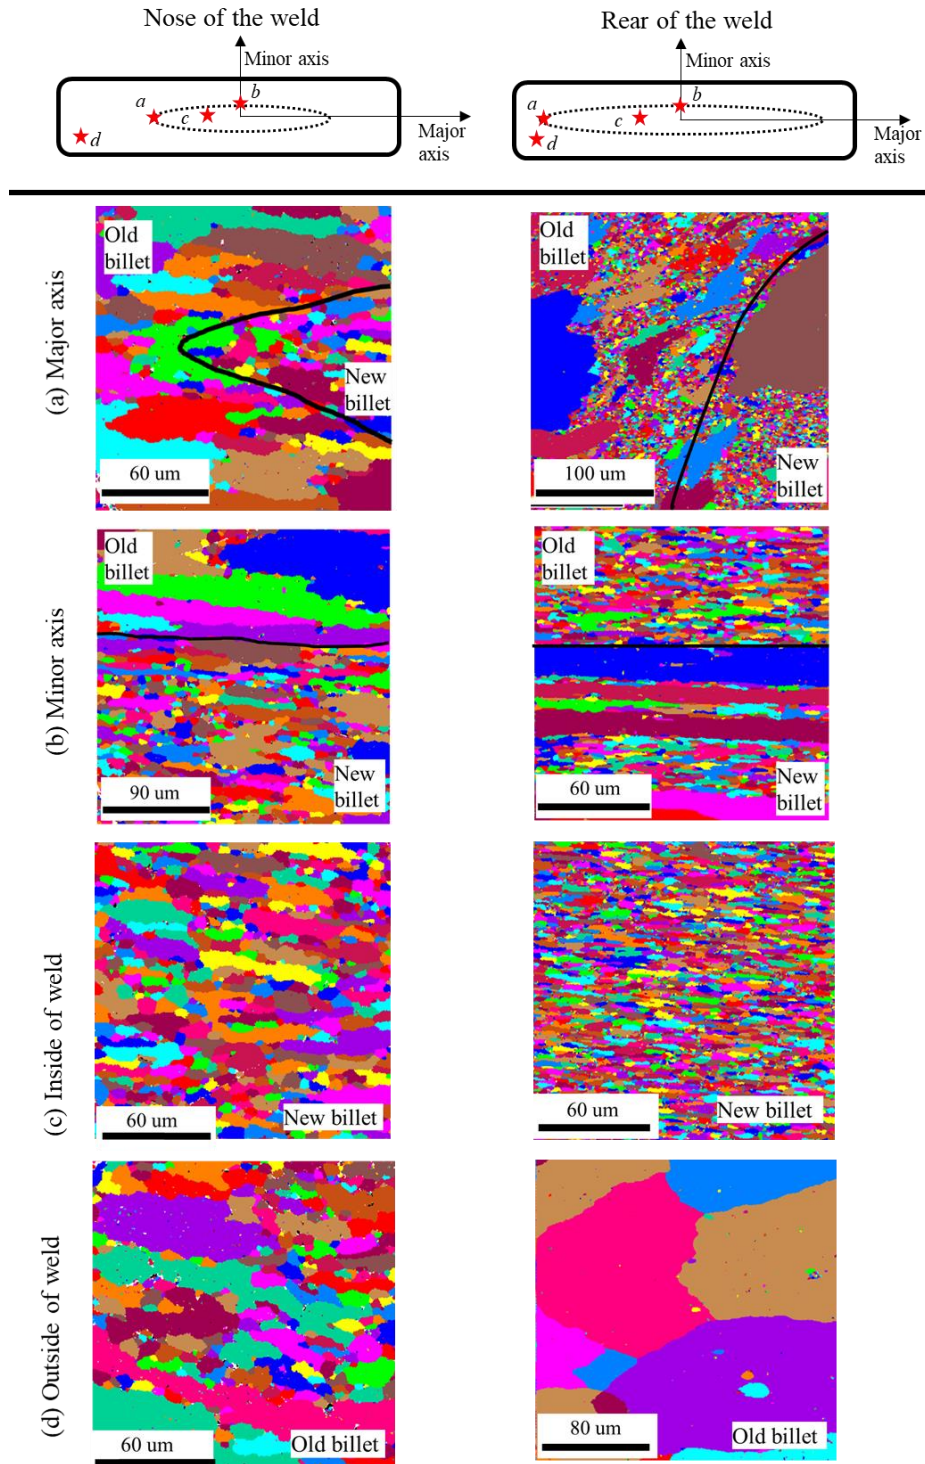 Nose of the weld
Rear of the weld
Minor axis
a
b
c
d
Major
axis
Minor axis
a
b
c
d
Major
axis
(a) Major axis
Old
billet
New
billet
60 um
Old
billet
New
billet
100 um
(b) Minor axis
Old
billet
New
billet
90 um
Old
billet
New
billet
60 um
(c) Inside of weld
60 um
New billet
60 um
New billet
((d) Outside of weld
60 um
Old billet
80 um
Old billet